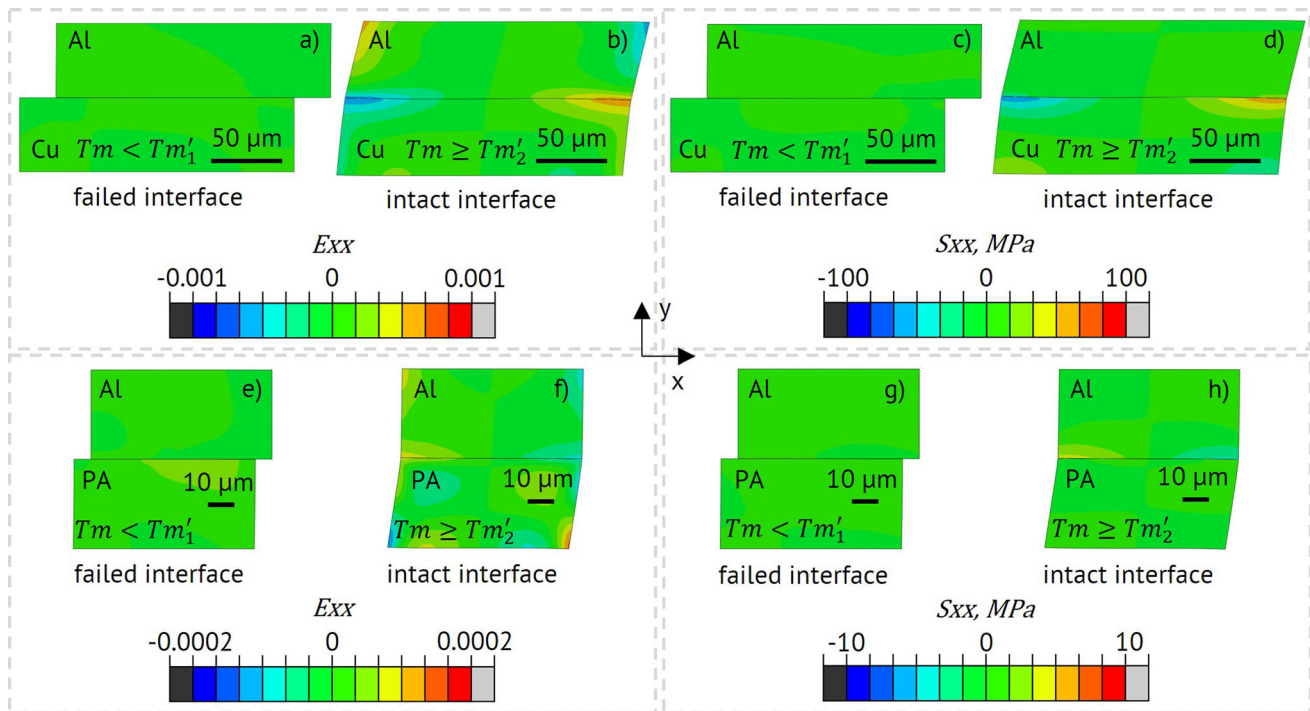 Al a)
Al b)
Cu Tm < Tm′₁ 50 μm
Cu Tm ≥ Tm′₂ 50 μm
failed interface
intact interface
Exx
-0.001 0 0.001
Al c)
Al d)
Cu Tm < Tm′₁ 50 μm
Cu Tm ≥ Tm′₂ 50 μm
failed interface
intact interface
Sxx, MPa
-100 0 100
y
x
Al e)
Al f)
PA 10 μm
PA 10 μm
Tm < Tm′₁
Tm ≥ Tm′₂
failed interface
intact interface
Exx
-0.0002 0 0.0002
Al g)
Al h)
PA 10 μm
PA 10 μm
Tm < Tm′₁
Tm ≥ Tm′₂
failed interface
intact interface
Sxx, MPa
-10 0 10